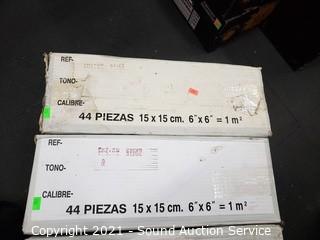 REF-
TONO-
CALIBRE-
44 PIEZAS 15 x 15 cm. 6" x 6" = 1 m²
REF-
TONO-
CALIBRE-
44 PIEZAS 15 x 15 cm. 6" x 6" = 1 m²
Copyright 2021 - Sound Auction Service